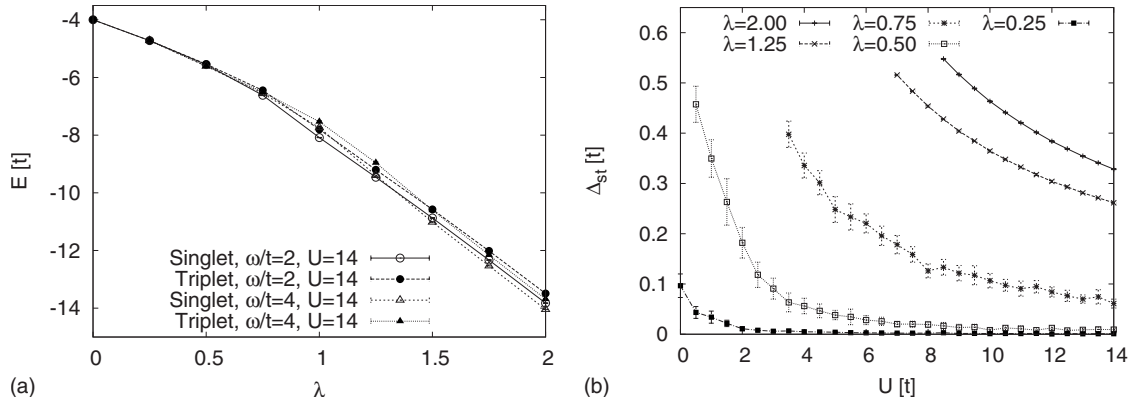 -4
-6
-8
-10
-12
-14
E [t]
Singlet, ω/t=2, U=14
Triplet, ω/t=2, U=14
Singlet, ω/t=4, U=14
Triplet, ω/t=4, U=14
0 0.5 1 1.5 2
(a) λ
0.6
0.5
0.4
0.3
0.2
0.1
0
Δst [t]
λ=2.00 λ=0.75 λ=0.25
λ=1.25 λ=0.50
0 2 4 6 8 10 12 14
(b) U [t]